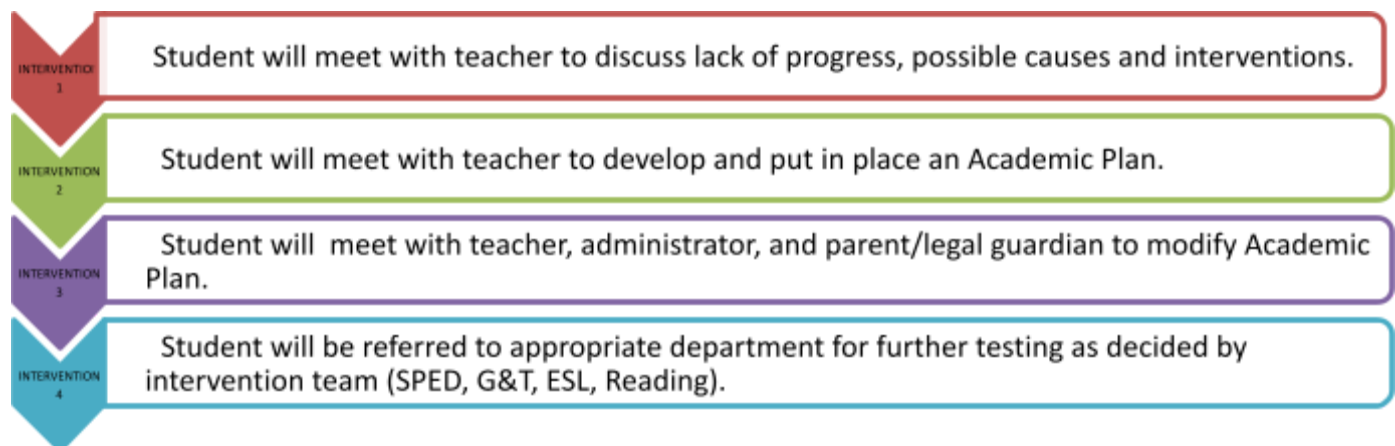 INTERVENTIO
1
Student will meet with teacher to discuss lack of progress, possible causes and interventions.
INTERVENTION
2
Student will meet with teacher to develop and put in place an Academic Plan.
INTERVENTION
3
Student will meet with teacher, administrator, and parent/legal guardian to modify Academic
Plan.
INTERVENTION
4
Student will be referred to appropriate department for further testing as decided by
intervention team (SPED, G&T, ESL, Reading).